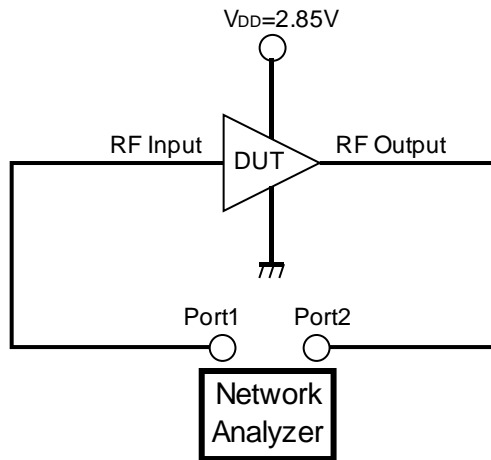 VDD=2.85V
RF Input
DUT
RF Output
Port1
Port2
Network
Analyzer